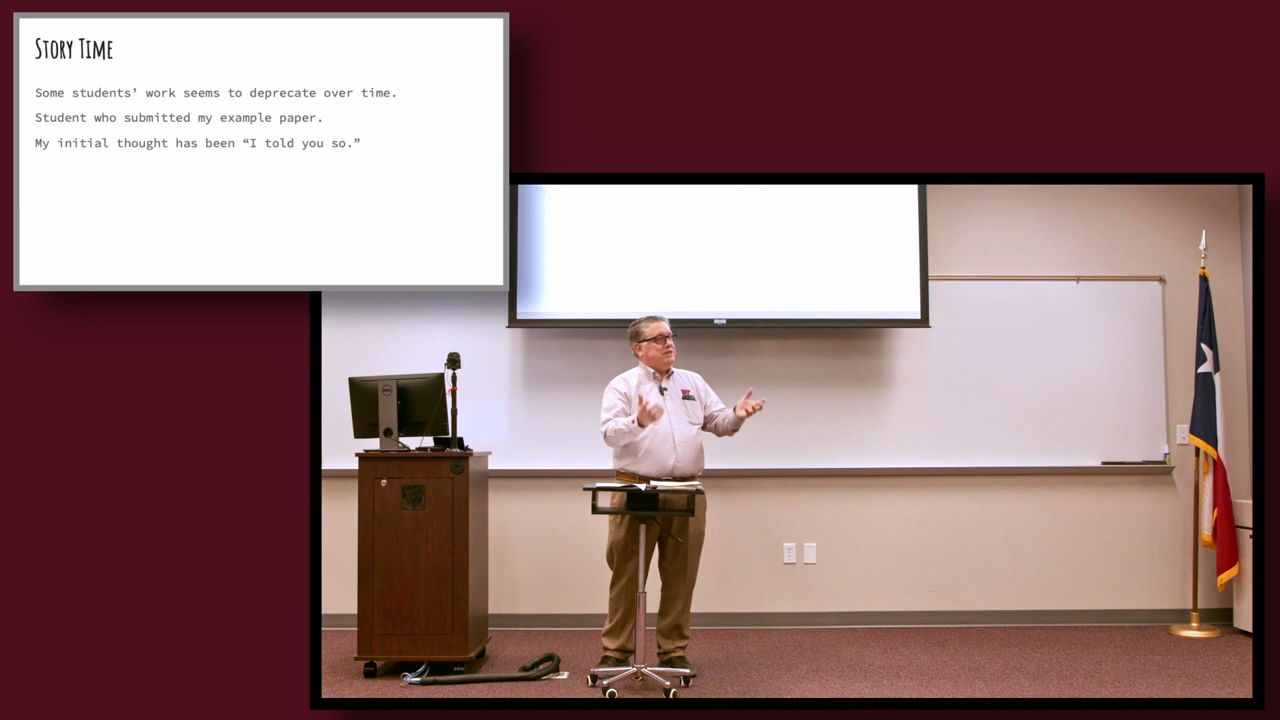 Story Time
Some students’ work seems to deprecate over time.
Student who submitted my example paper.
My initial thought has been “I told you so.”